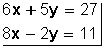 6x + 5y = 27
8x − 2y = 11